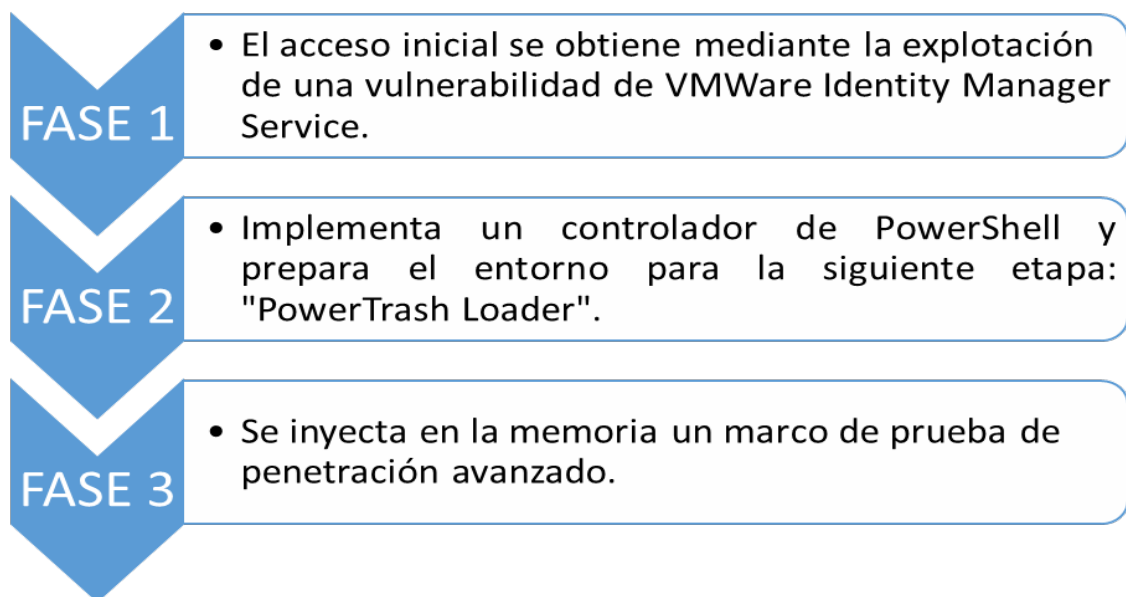 FASE 1
• El acceso inicial se obtiene mediante la explotación
de una vulnerabilidad de VMWare Identity Manager
Service.
FASE 2
• Implementa un controlador de PowerShell y
prepara el entorno para la siguiente etapa:
"PowerTrash Loader".
FASE 3
• Se inyecta en la memoria un marco de prueba de
penetración avanzado.